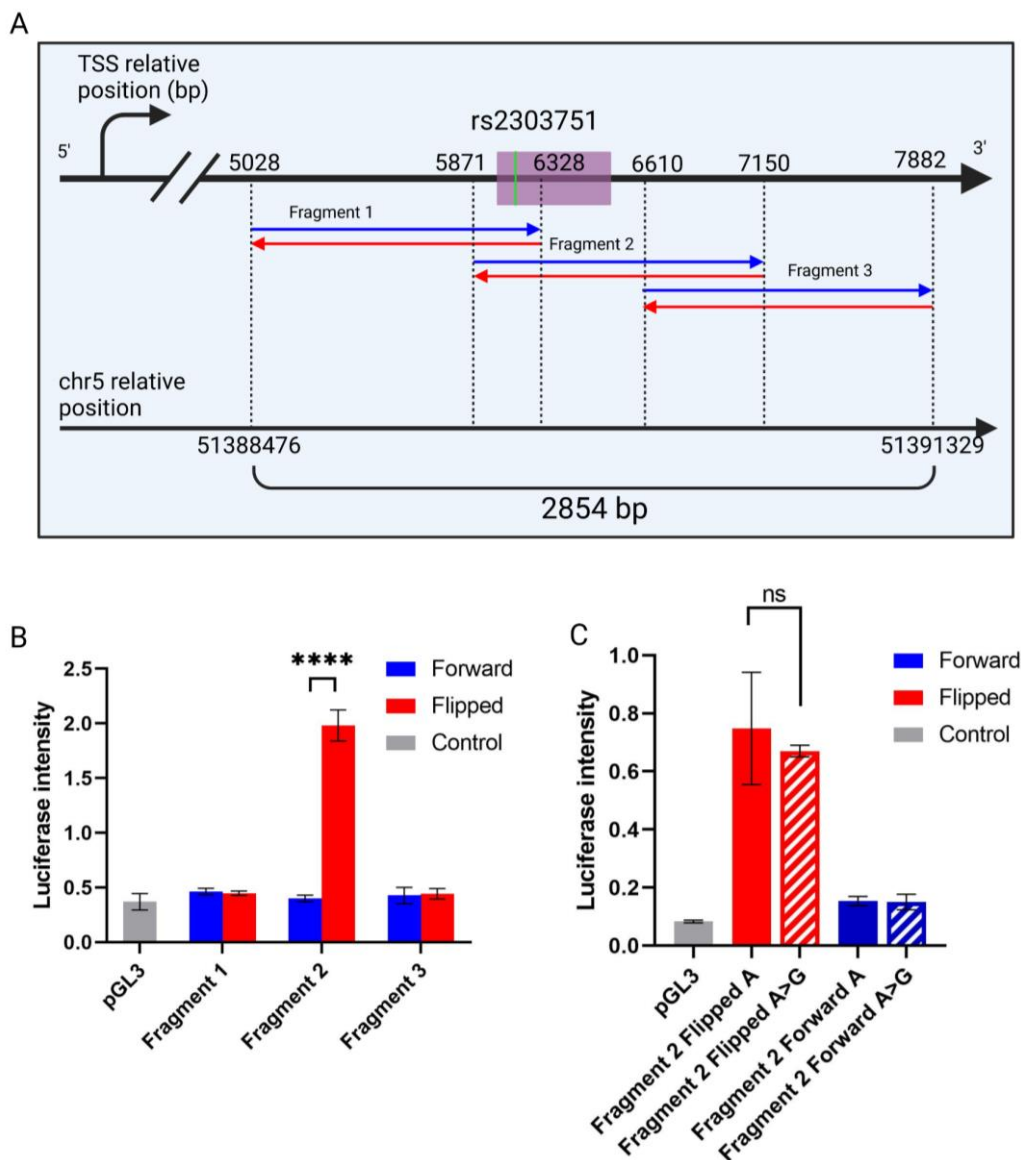 A
TSS relative
position (bp)
rs2303751
5'
5028
5871
6328
6610
7150
7882
3'
Fragment 1
Fragment 2
Fragment 3
chr5 relative
position
51388476
51391329
2854 bp
B
Luciferase intensity
2.5
2.0
1.5
1.0
0.5
0.0
****
Forward
Flipped
Control
pGL3
Fragment 1
Fragment 2
Fragment 3
C
Luciferase intensity
1.0
0.8
0.6
0.4
0.2
0.0
ns
Forward
Flipped
Control
pGL3
Fragment 2 Flipped A
Fragment 2 Flipped A>G
Fragment 2 Forward A
Fragment 2 Forward A>G